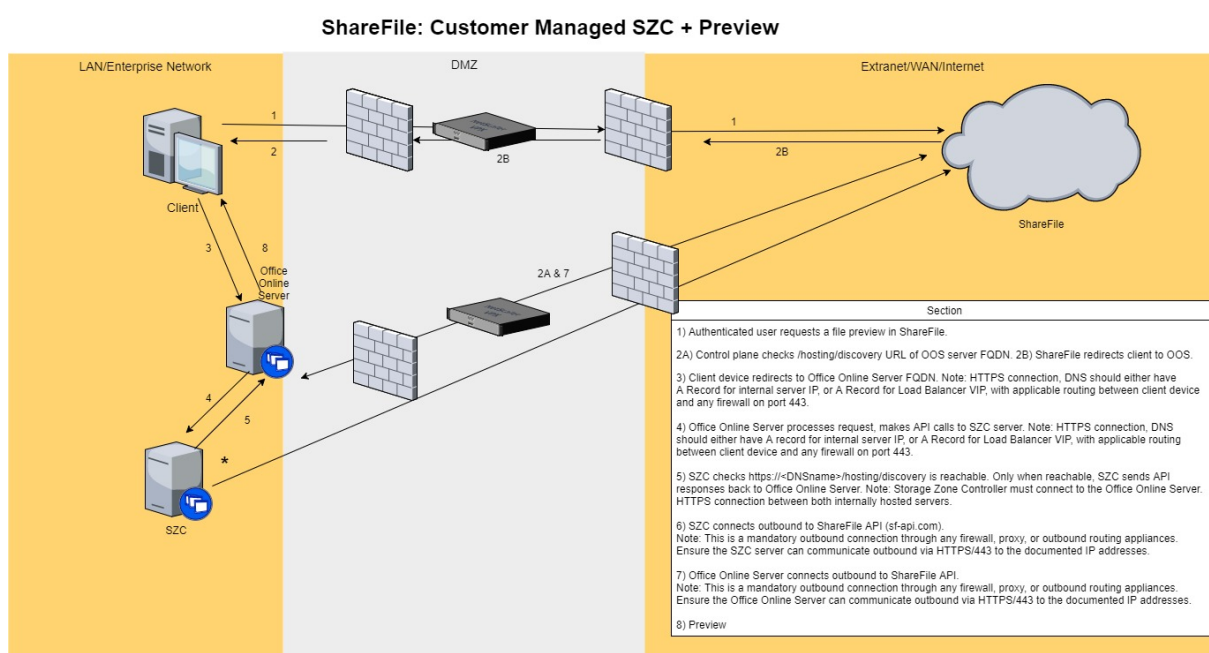 ShareFile: Customer Managed SZC + Preview
LAN/Enterprise Network
DMZ
Extranet/WAN/Internet
1
1
2
2B
2B
Client
ShareFile
3
8
Office
Online
Server
2A & 7
4
5
*
SZC
Section
1) Authenticated user requests a file preview in ShareFile.
2A) Control plane checks /hosting/discovery URL of OOS server FQDN. 2B) ShareFile redirects client to OOS.
3) Client device redirects to Office Online Server FQDN. Note: HTTPS connection, DNS should either have
A Record for internal server IP, or A Record for Load Balancer VIP, with applicable routing between client device
and any firewall on port 443.
4) Office Online Server processes request, makes API calls to SZC server. Note: HTTPS connection, DNS
should either have A record for internal server IP, or A Record for Load Balancer VIP, with applicable routing
between client device and any firewall on port 443.
5) SZC checks https://<DNSname>/hosting/discovery is reachable. Only when reachable, SZC sends API
responses back to Office Online Server. Note: Storage Zone Controller must connect to the Office Online Server.
HTTPS connection between both internally hosted servers.
6) SZC connects outbound to ShareFile API (sf-api.com).
Note: This is a mandatory outbound connection through any firewall, proxy, or outbound routing appliances.
Ensure the SZC server can communicate outbound via HTTPS/443 to the documented IP addresses.
7) Office Online Server connects outbound to ShareFile API.
Note: This is a mandatory outbound connection through any firewall, proxy, or outbound routing appliances.
Ensure the Office Online Server can communicate outbound via HTTPS/443 to the documented IP addresses.
8) Preview